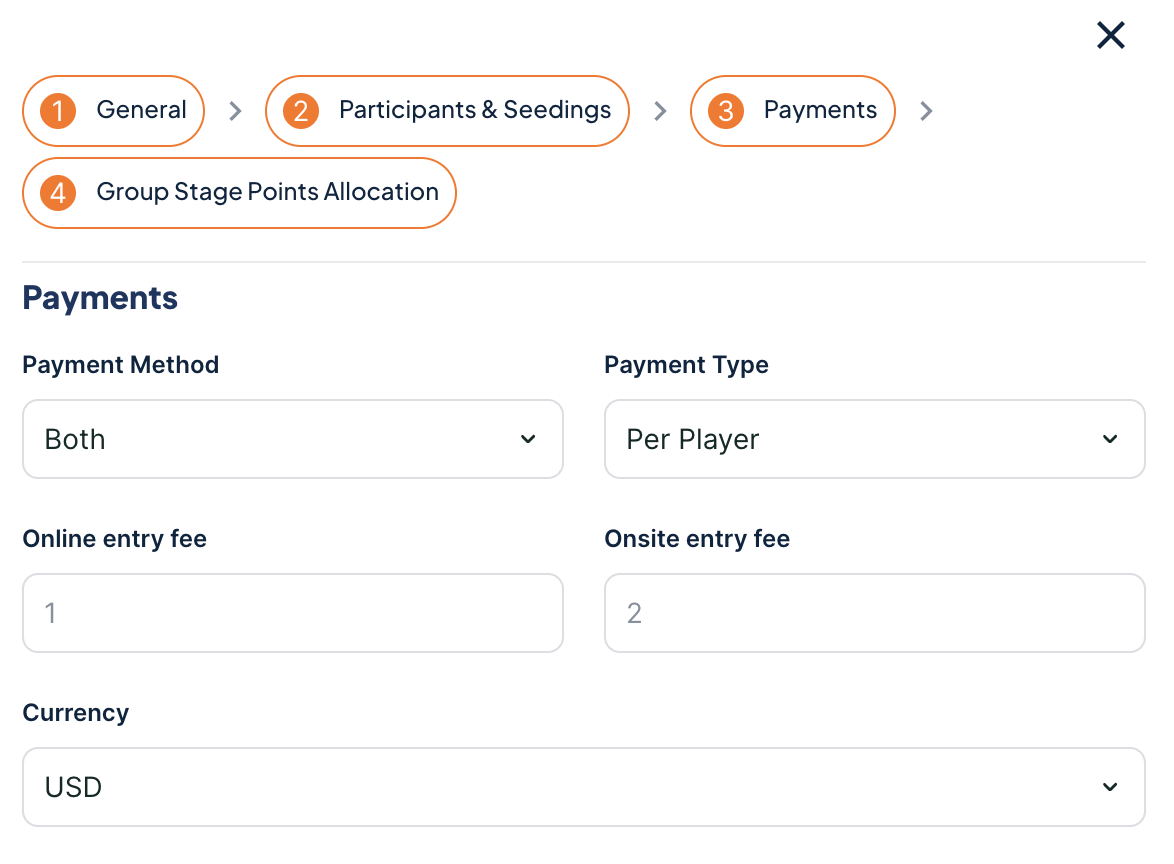 1 General 2 Participants & Seedings 3 Payments
4 Group Stage Points Allocation
Payments
Payment Method Payment Type
Both Per Player
Online entry fee Onsite entry fee
1 2
Currency
USD